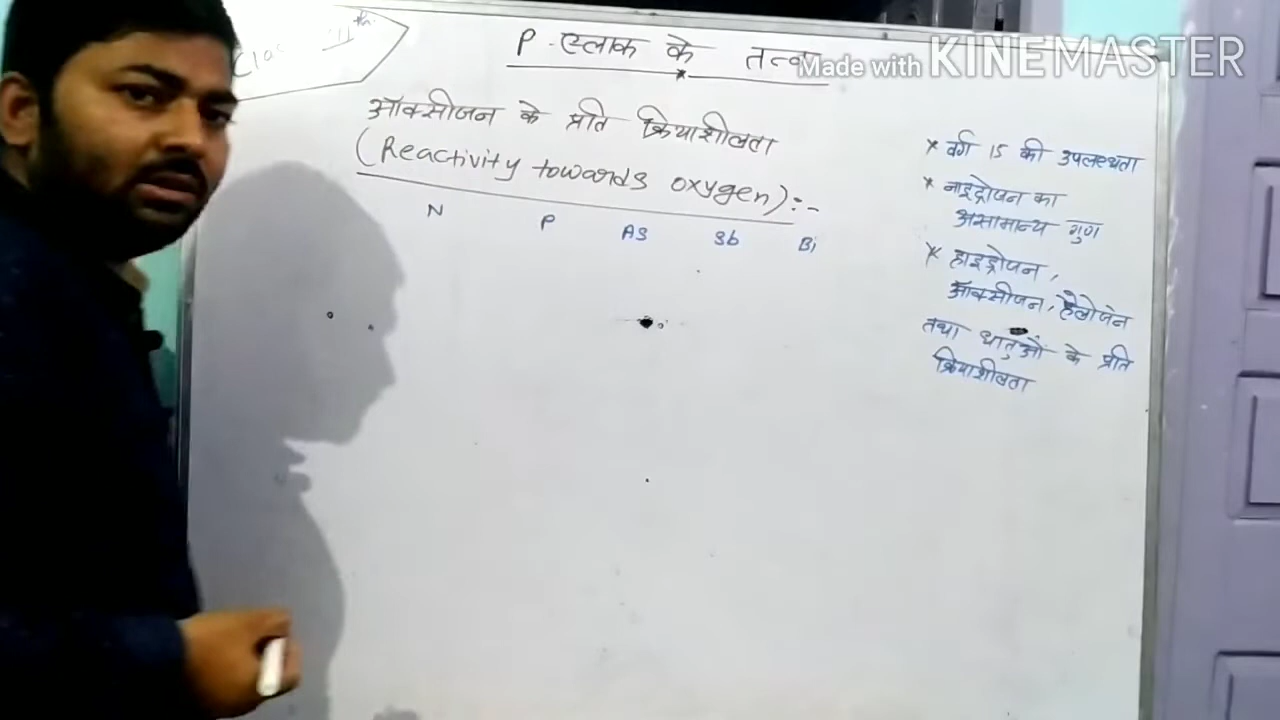 P-ब्लाक के तत्व
Made with KINEMASTER
ऑक्सीजन के प्रति क्रियाशीलता
(Reactivity towards oxygen):-
N P As Sb Bi
* वर्ग 15 की उपलब्धता
* नाइट्रोजन का
असामान्य गुण
* हाइड्रोजन,
ऑक्सीजन, हैलोजन
तथा धातुओं के प्रति
क्रियाशीलता